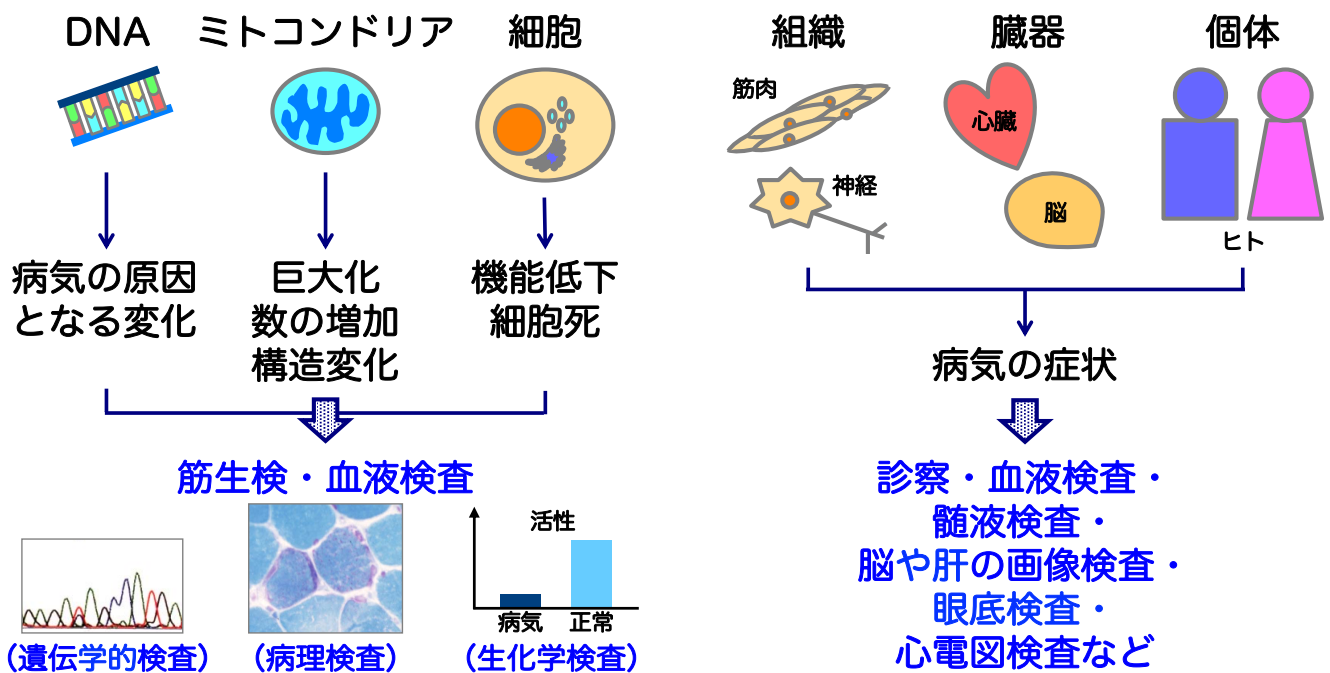 DNA
ミトコンドリア
細胞
組織
臓器
個体
筋肉
心臓
神経
脳
ヒト
病気の原因
となる変化
巨大化
数の増加
構造変化
機能低下
細胞死
病気の症状
筋生検・血液検査
活性
病気
正常
（遺伝学的検査）
（病理検査）
（生化学検査）
診察・血液検査・
髄液検査・
脳や肝の画像検査・
眼底検査・
心電図検査など